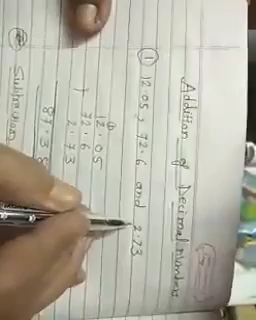 Addition of Decimal numbers
① 12.05, 72.6 and 2.73
①
12.05
72.6
2.73
87.38
Subtraction